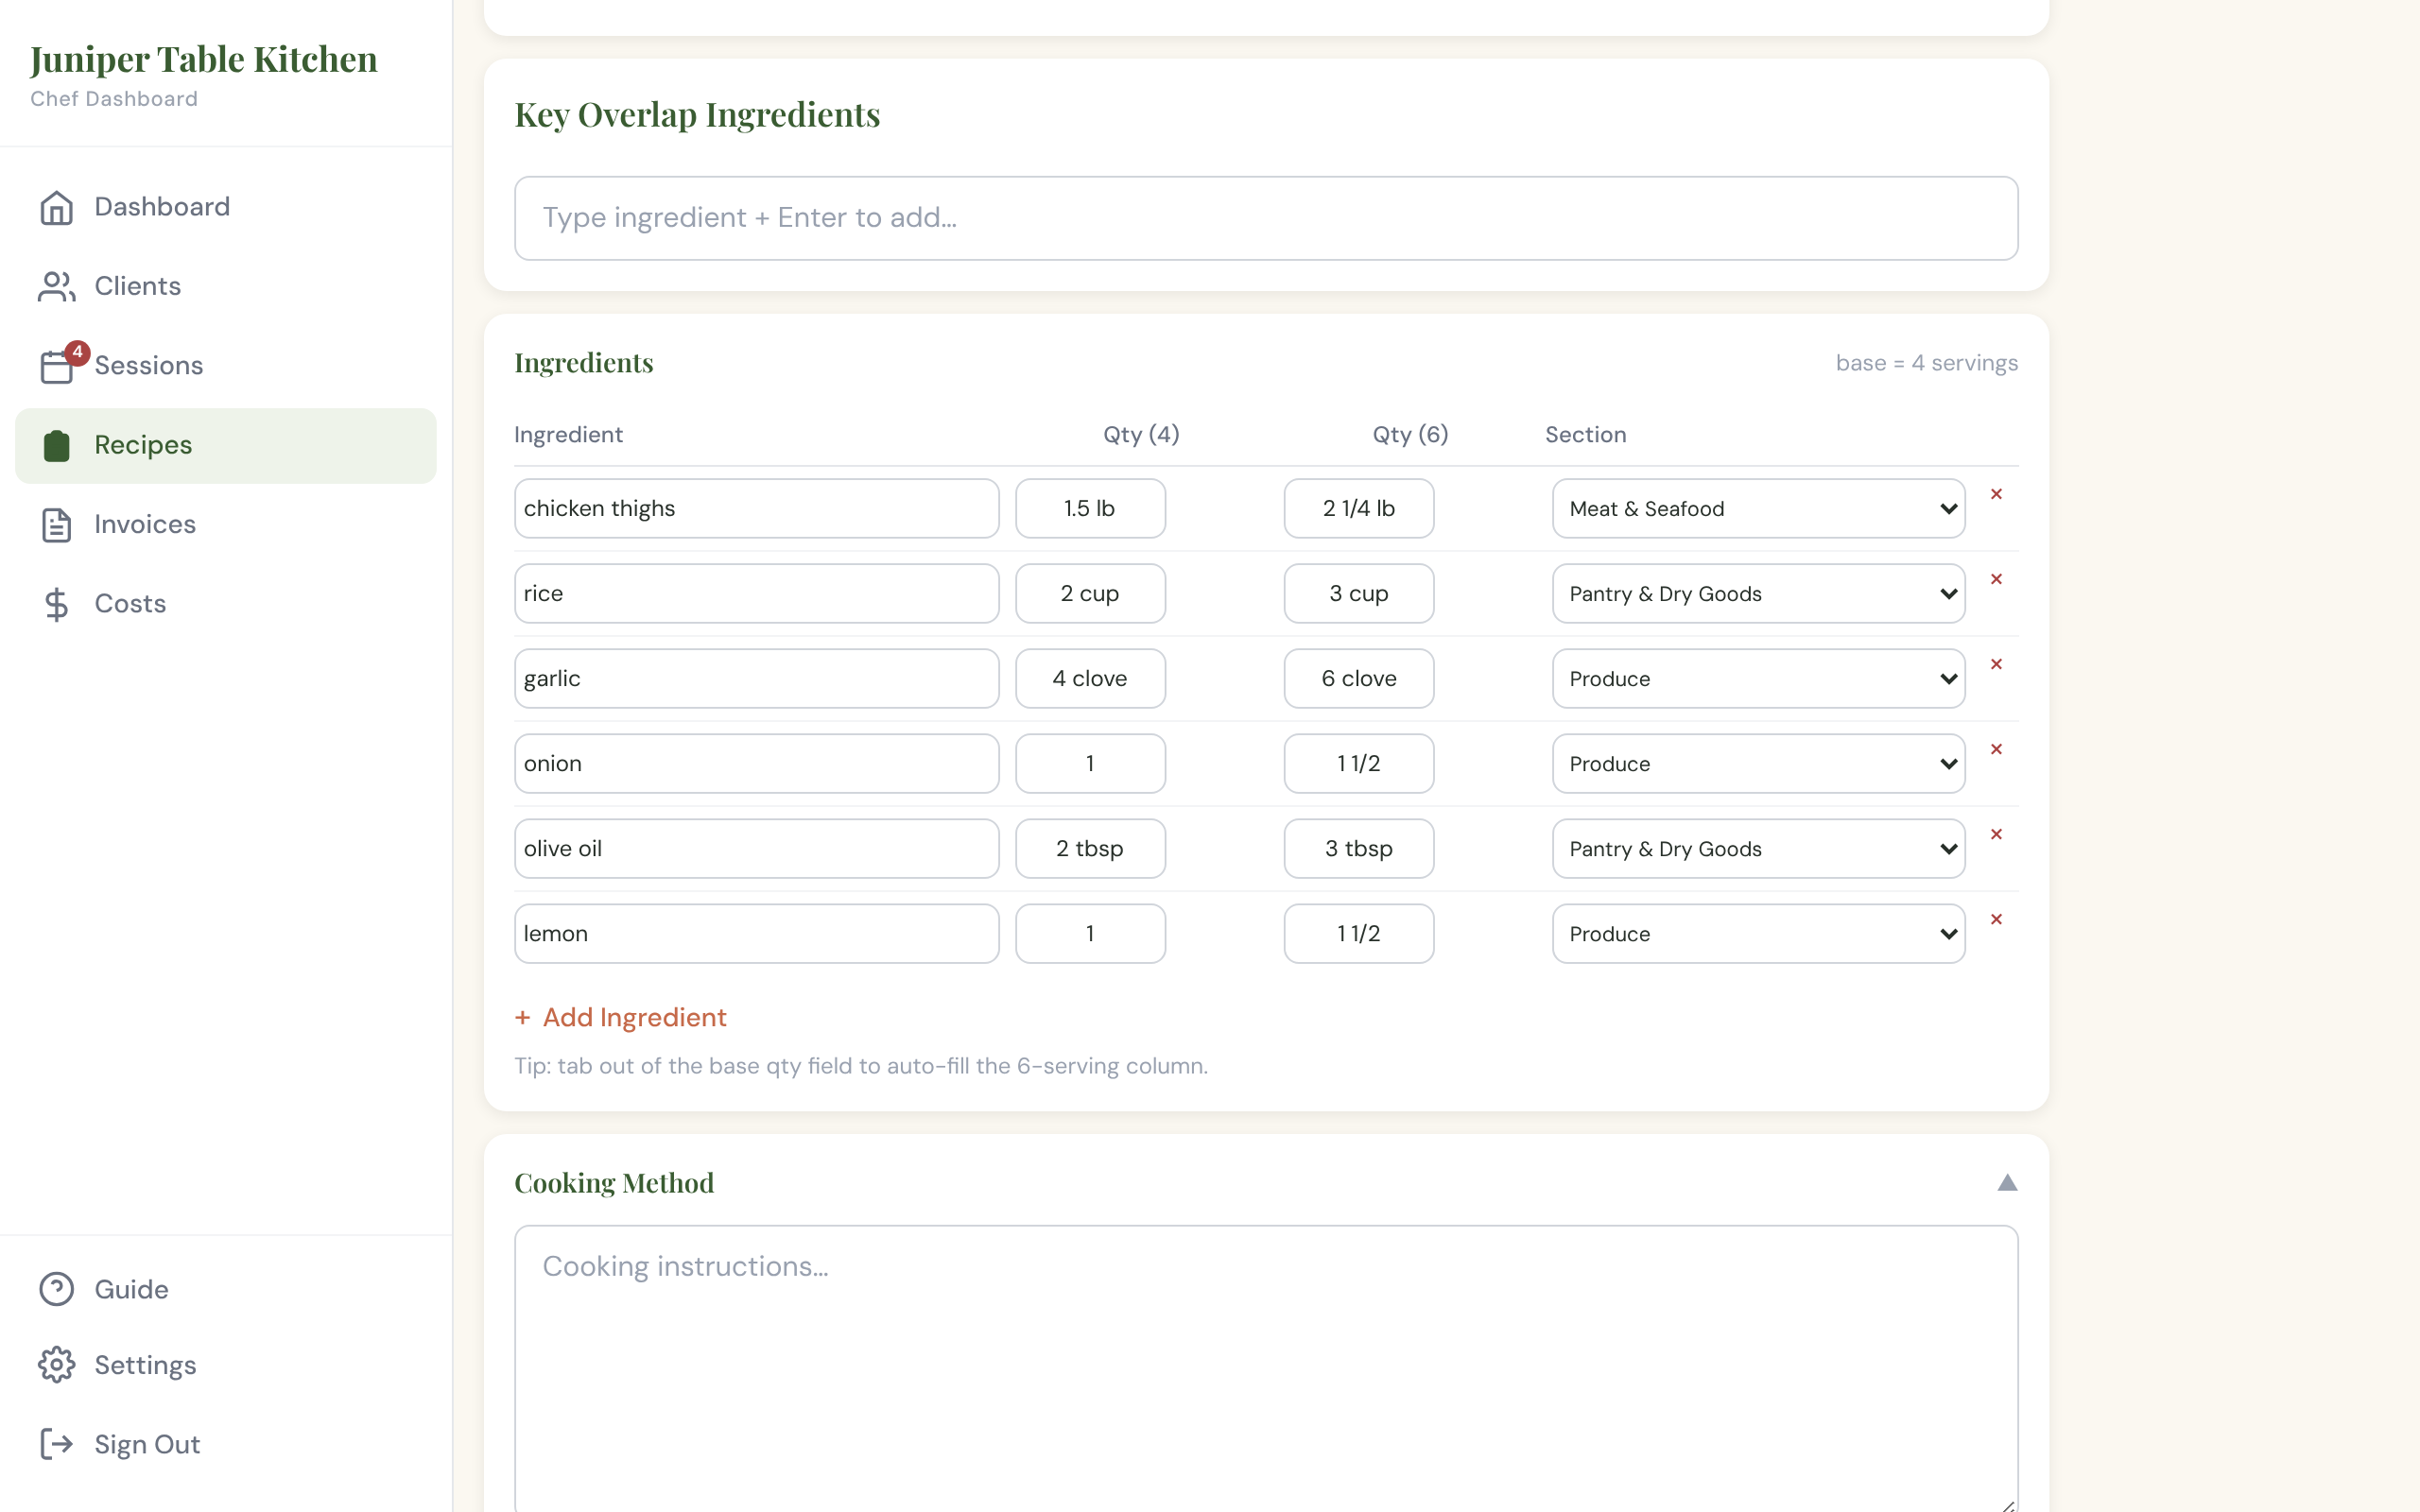 Juniper Table Kitchen
Chef Dashboard
Dashboard
Clients
4
Sessions
Recipes
Invoices
Costs
Guide
Settings
Sign Out
Key Overlap Ingredients
Type ingredient + Enter to add...
Ingredients base = 4 servings
Ingredient Qty (4) Qty (6) Section
chicken thighs 1.5 lb 2 1/4 lb Meat & Seafood ×
rice 2 cup 3 cup Pantry & Dry Goods ×
garlic 4 clove 6 clove Produce ×
onion 1 1 1/2 Produce ×
olive oil 2 tbsp 3 tbsp Pantry & Dry Goods ×
lemon 1 1 1/2 Produce ×
+ Add Ingredient
Tip: tab out of the base qty field to auto-fill the 6-serving column.
Cooking Method ▲
Cooking instructions...